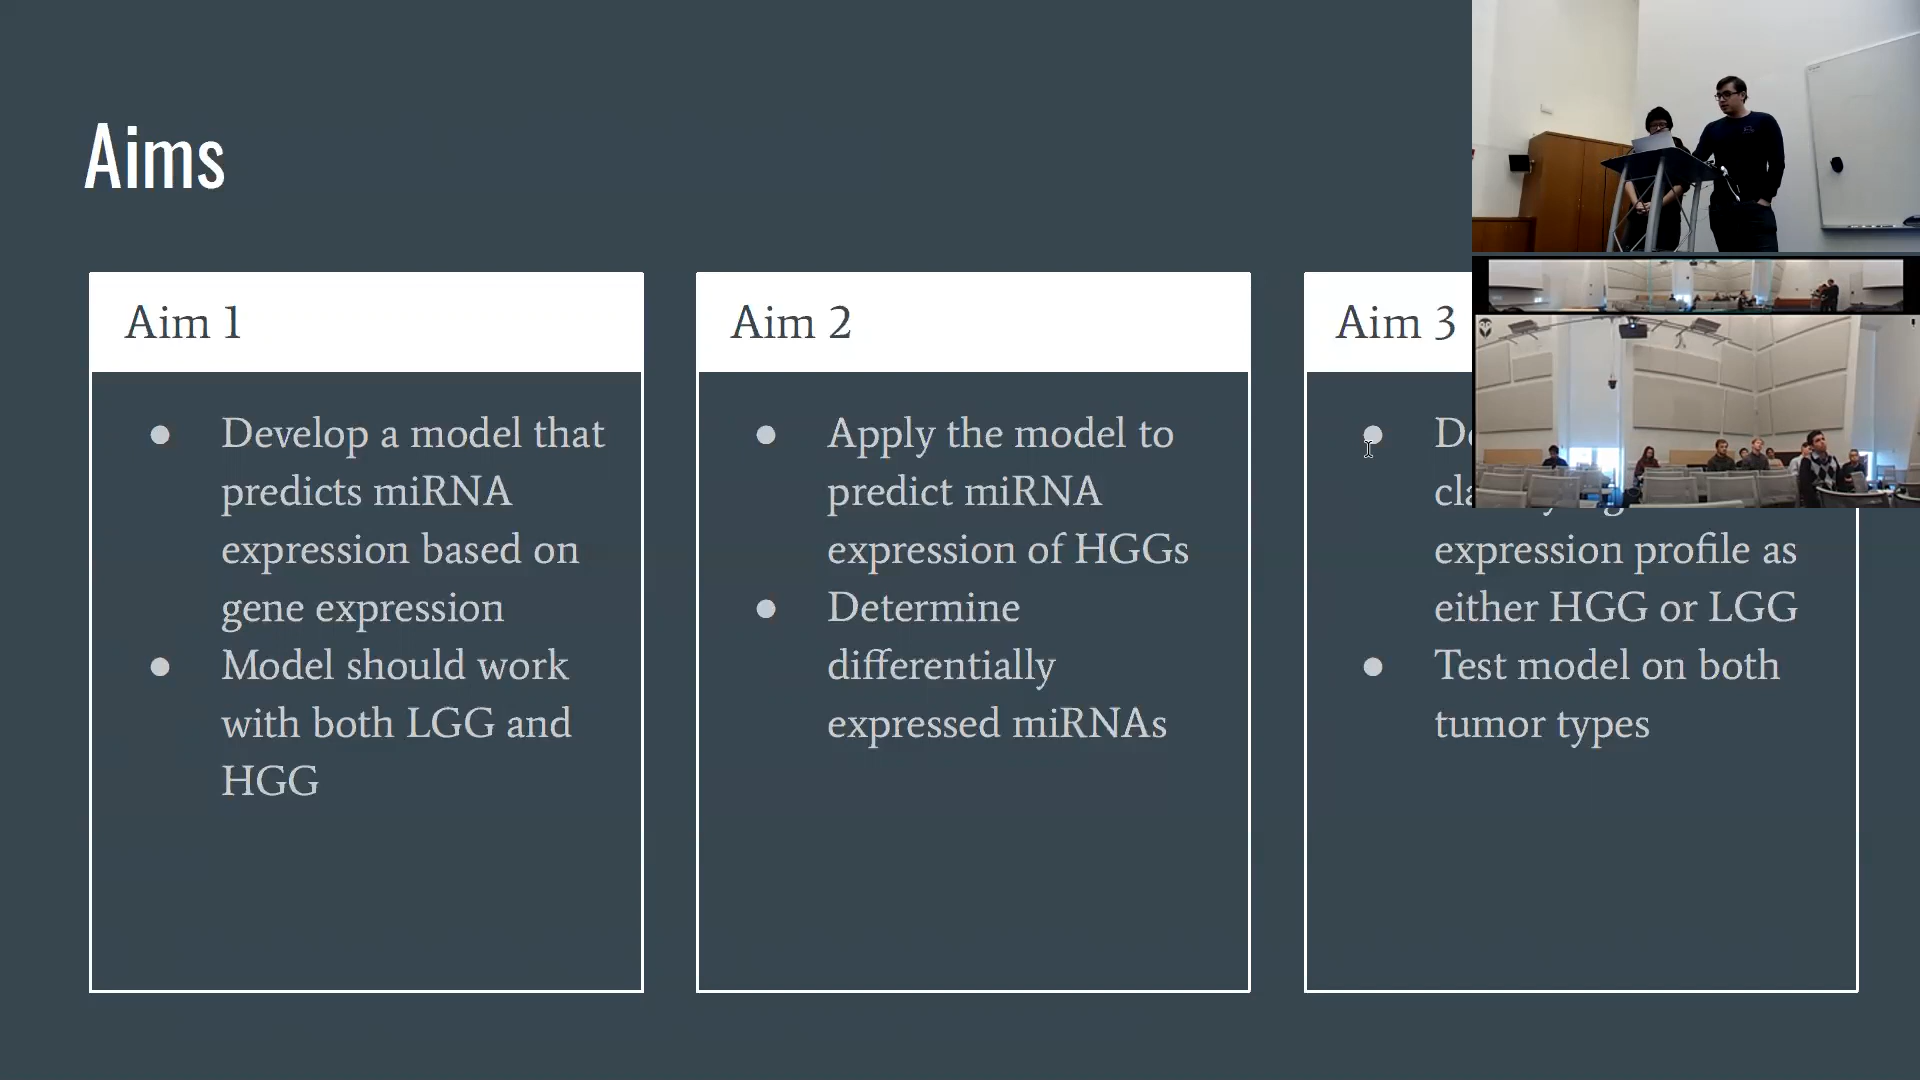 Aims
Aim 1
Develop a model that
predicts miRNA
expression based on
gene expression
Model should work
with both LGG and
HGG
Aim 2
Apply the model to
predict miRNA
expression of HGGs
Determine
differentially
expressed miRNAs
Aim 3
expression profile as
either HGG or LGG
Test model on both
tumor types